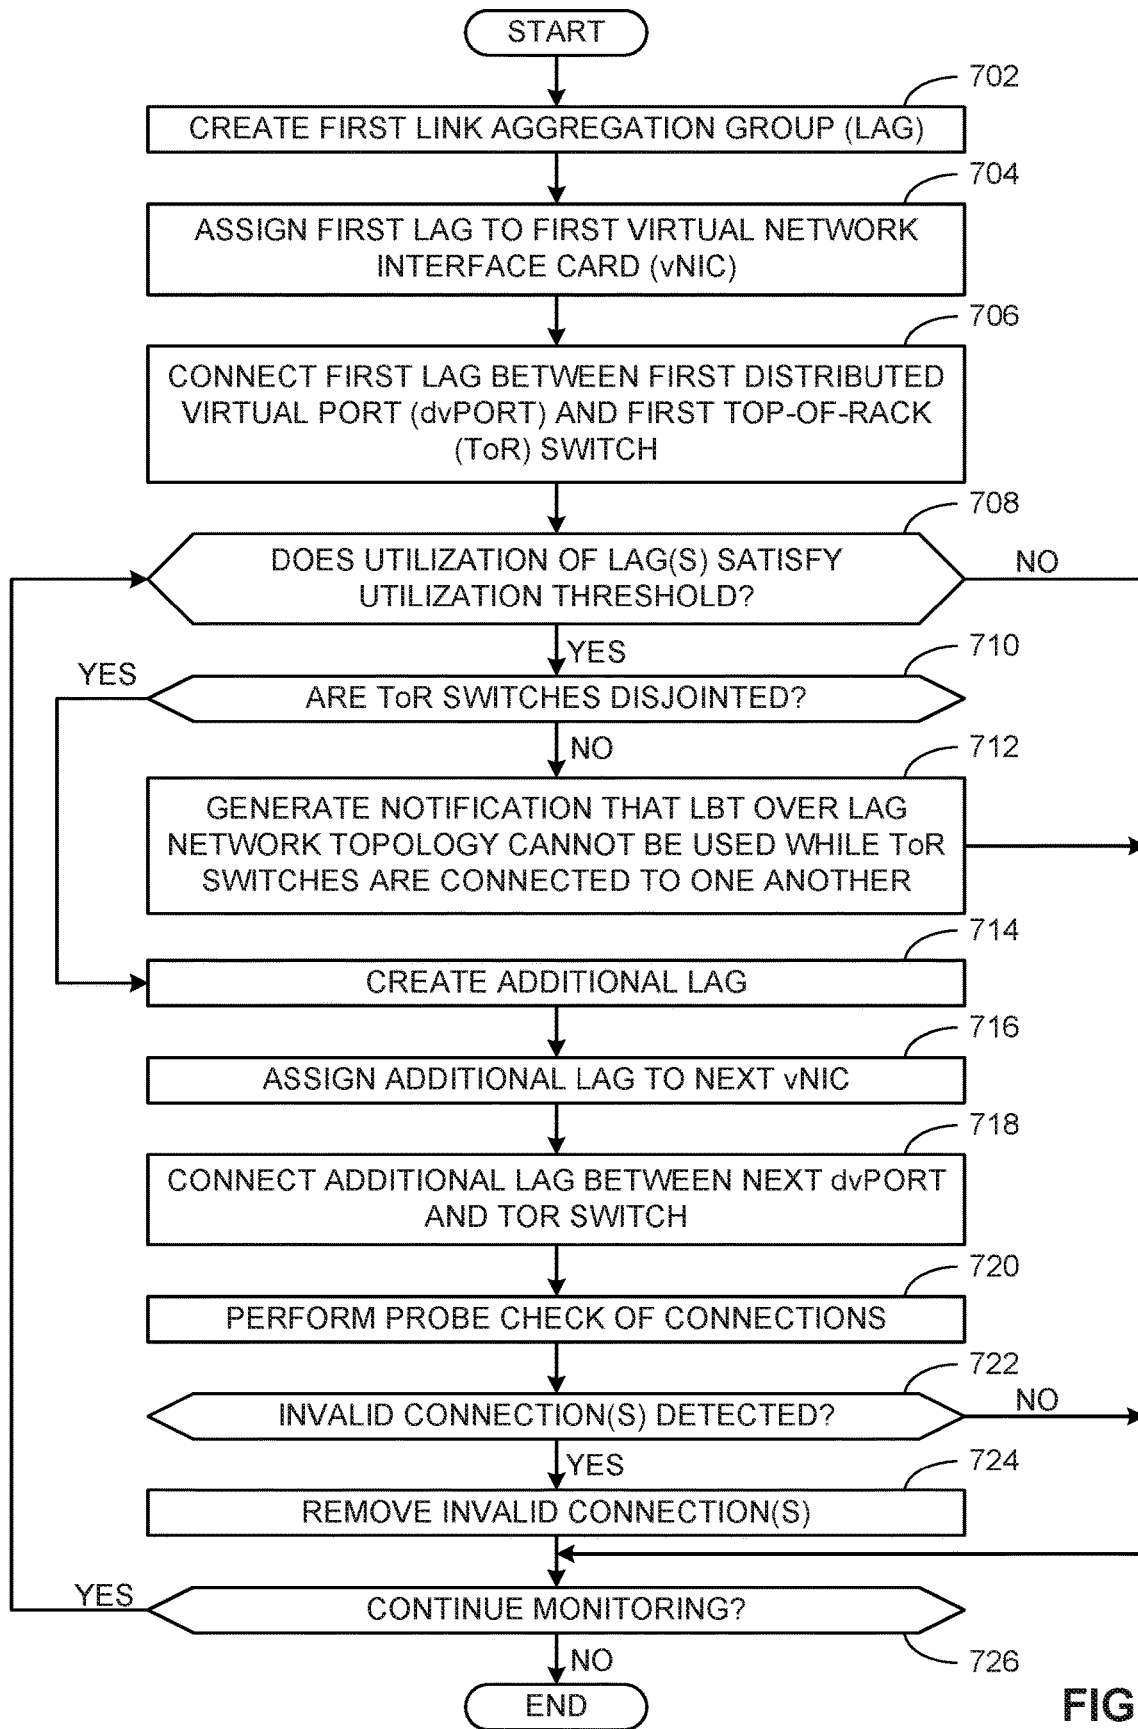 START
702
CREATE FIRST LINK AGGREGATION GROUP (LAG)
704
ASSIGN FIRST LAG TO FIRST VIRTUAL NETWORK
INTERFACE CARD (vNIC)
706
CONNECT FIRST LAG BETWEEN FIRST DISTRIBUTED
VIRTUAL PORT (dvPORT) AND FIRST TOP-OF-RACK
(ToR) SWITCH
708
DOES UTILIZATION OF LAG(S) SATISFY
UTILIZATION THRESHOLD?
NO
YES
710
YES
ARE ToR SWITCHES DISJOINTED?
NO
712
GENERATE NOTIFICATION THAT LBT OVER LAG
NETWORK TOPOLOGY CANNOT BE USED WHILE ToR
SWITCHES ARE CONNECTED TO ONE ANOTHER
714
CREATE ADDITIONAL LAG
716
ASSIGN ADDITIONAL LAG TO NEXT vNIC
718
CONNECT ADDITIONAL LAG BETWEEN NEXT dvPORT
AND TOR SWITCH
720
PERFORM PROBE CHECK OF CONNECTIONS
722
INVALID CONNECTION(S) DETECTED?
NO
YES
724
REMOVE INVALID CONNECTION(S)
YES
CONTINUE MONITORING?
726
NO
END
FIG